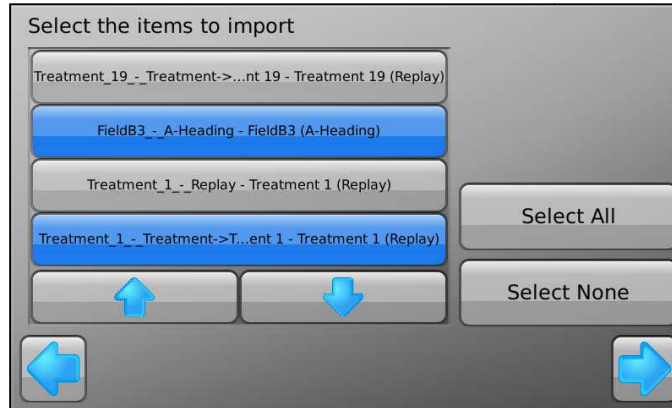 Select the items to import
Treatment_19_-_Treatment->...nt 19 - Treatment 19 (Replay)
FieldB3_-_A-Heading - FieldB3 (A-Heading)
Treatment_1_-_Replay - Treatment 1 (Replay)
Treatment_1_-_Treatment->T...ent 1 - Treatment 1 (Replay)
Select All
Select None